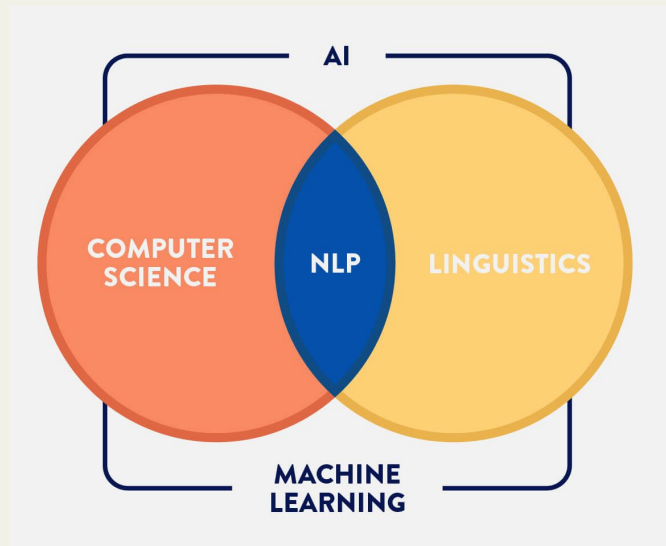 AI
COMPUTER
SCIENCE
NLP
LINGUISTICS
MACHINE
LEARNING